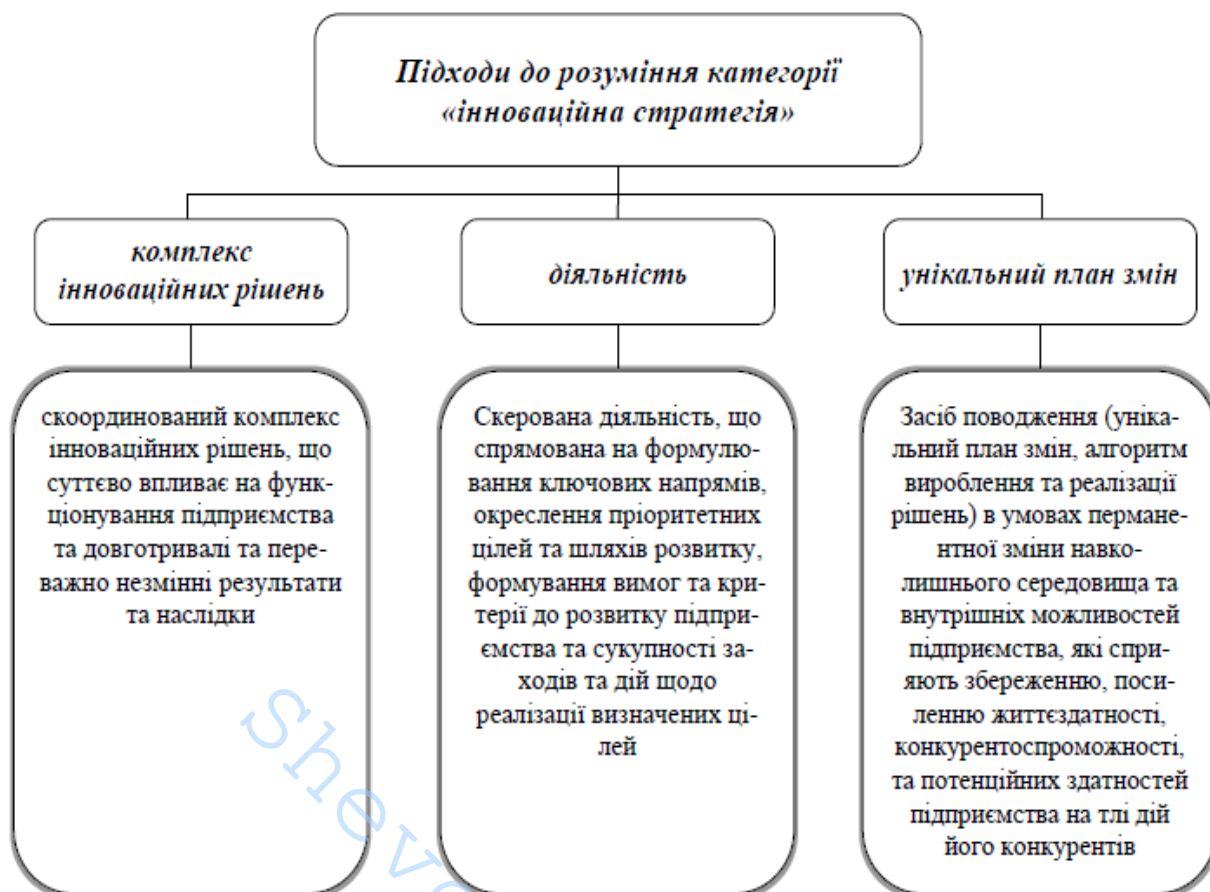 Підходи до розуміння категорії
«інноваційна стратегія»
комплекс
інноваційних рішень
діяльність
унікальний план змін
скоординований комплекс
інноваційних рішень, що
суттєво впливає на функ-
ціонування підприємства
та довготривалі та пере-
важно незмінні результати
та наслідки
Скерована діяльність, що
спрямована на формулю-
вання ключових напрямів,
окреслення пріоритетних
цілей та шляхів розвитку,
формування вимог та кри-
терії до розвитку підпри-
ємства та сукупності за-
ходів та дій щодо
реалізації визначених ці-
лей
Засіб поводження (уніка-
льний план змін, алгоритм
вироблення та реалізації
рішень) в умовах пермане-
нтної зміни навко-
лишнього середовища та
внутрішніх можливостей
підприємства, які спри-
яють збереженню, поси-
ленню життєздатності,
конкурентоспроможності,
та потенційних здатностей
підприємства на тлі дій
його конкурентів